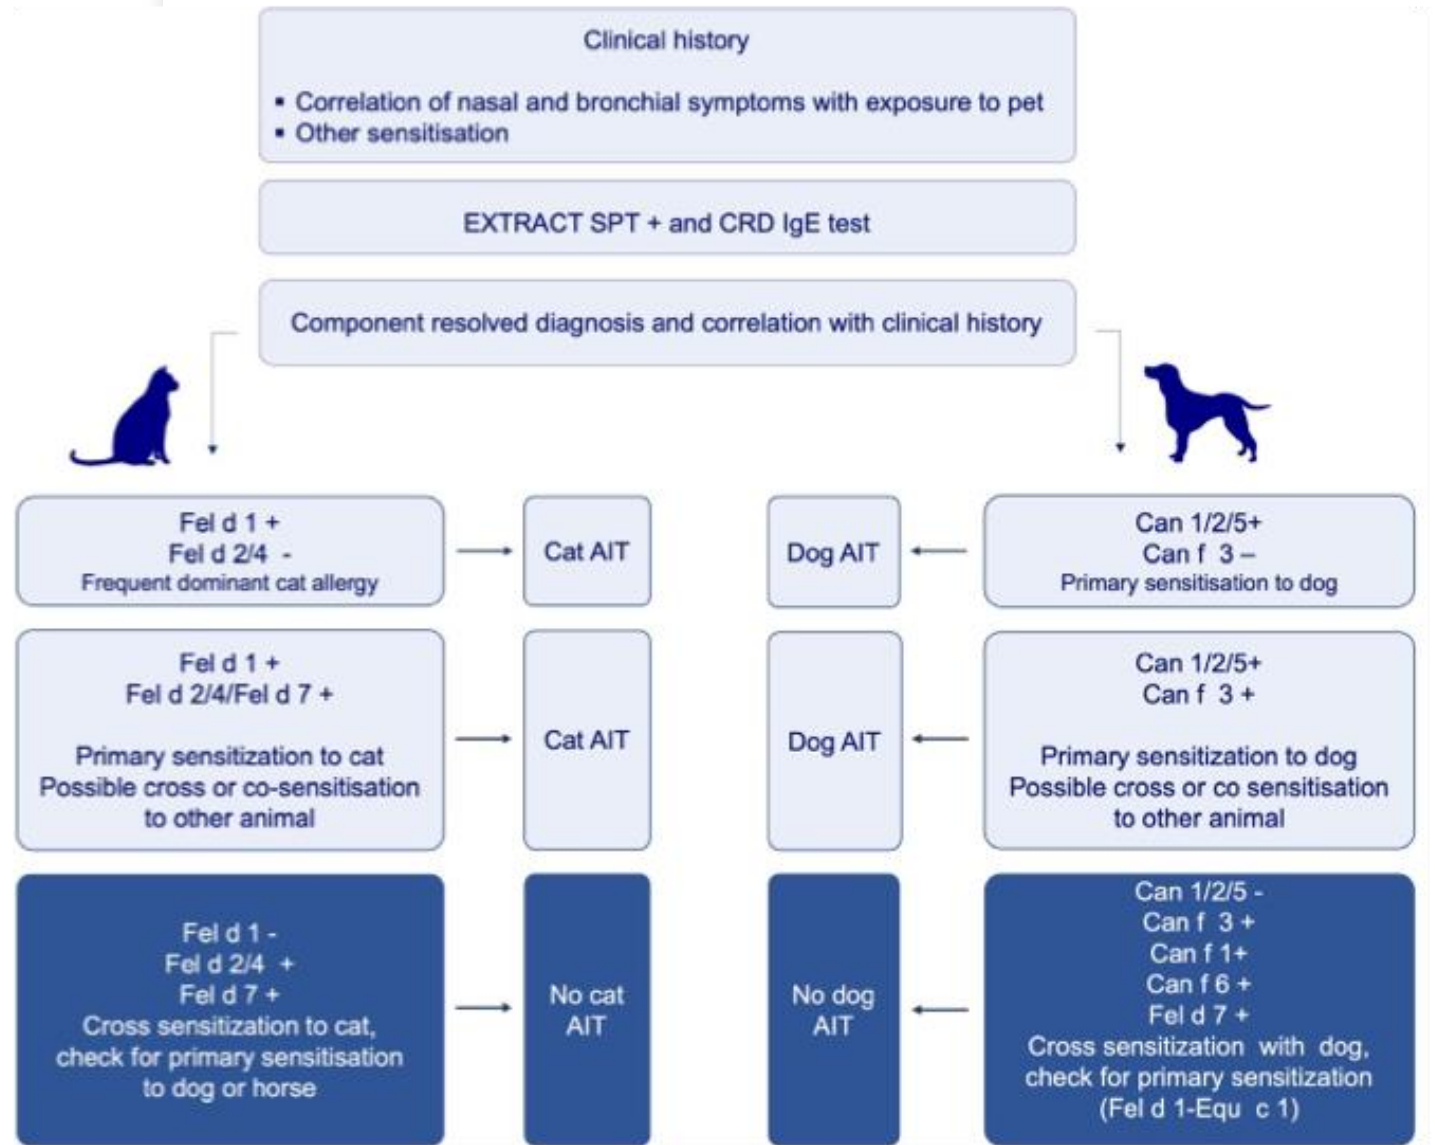 Clinical history
▪ Correlation of nasal and bronchial symptoms with exposure to pet
▪ Other sensitisation
EXTRACT SPT + and CRD IgE test
Component resolved diagnosis and correlation with clinical history
Fel d 1 +
Fel d 2/4 -
Frequent dominant cat allergy
Cat AIT
Fel d 1 +
Fel d 2/4/Fel d 7 +
Primary sensitization to cat
Possible cross or co-sensitisation
to other animal
Cat AIT
Fel d 1 -
Fel d 2/4 +
Fel d 7 +
Cross sensitization to cat,
check for primary sensitisation
to dog or horse
No cat
AIT
Dog AIT
Can 1/2/5+
Can f 3 –
Primary sensitisation to dog
Dog AIT
Can 1/2/5+
Can f 3 +
Primary sensitization to dog
Possible cross or co sensitisation
to other animal
No dog
AIT
Can 1/2/5 -
Can f 3 +
Can f 1+
Can f 6 +
Fel d 7 +
Cross sensitization with dog,
check for primary sensitization
(Fel d 1-Equ c 1)